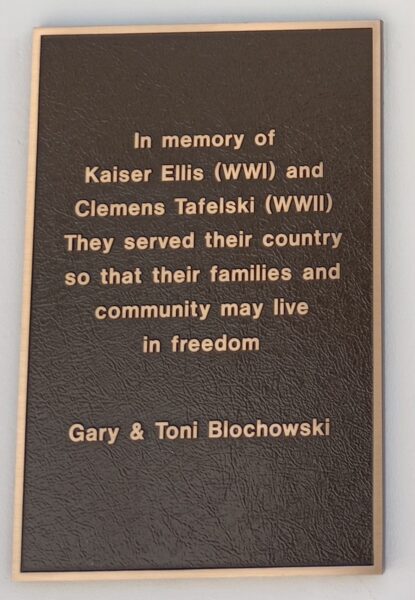 In memory of
Kaiser Ellis (WWI) and
Clemens Tafelski (WWII)
They served their country
so that their families and
community may live
in freedom
Gary & Toni Blochowski